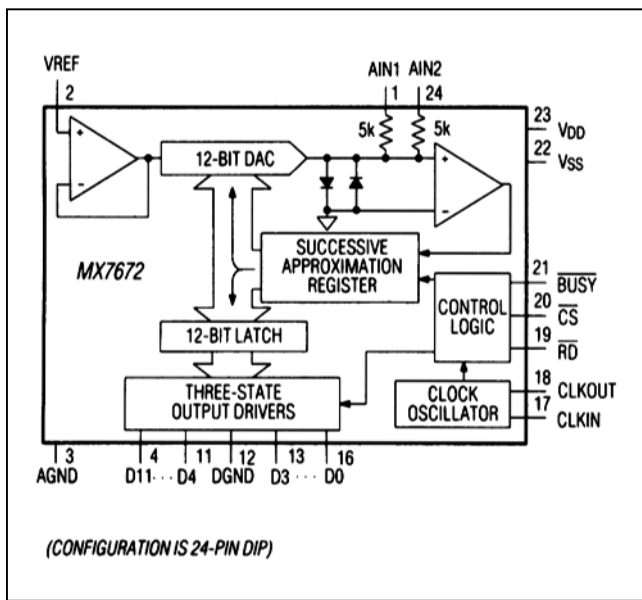 VREF
2
AIN1 AIN2
1 24
5k 5k
23
VDD
22
VSS
+
−
12-BIT DAC
+
−
MX7672
SUCCESSIVE
APPROXIMATION
REGISTER
21
BUSY
20
CS
19
RD
CONTROL
LOGIC
12-BIT LATCH
THREE-STATE
OUTPUT DRIVERS
CLOCK
OSCILLATOR
18
CLKOUT
17
CLKIN
3 4 11 12 13 16
AGND D11 · · · D4 DGND D3 · · · · D0
(CONFIGURATION IS 24-PIN DIP)